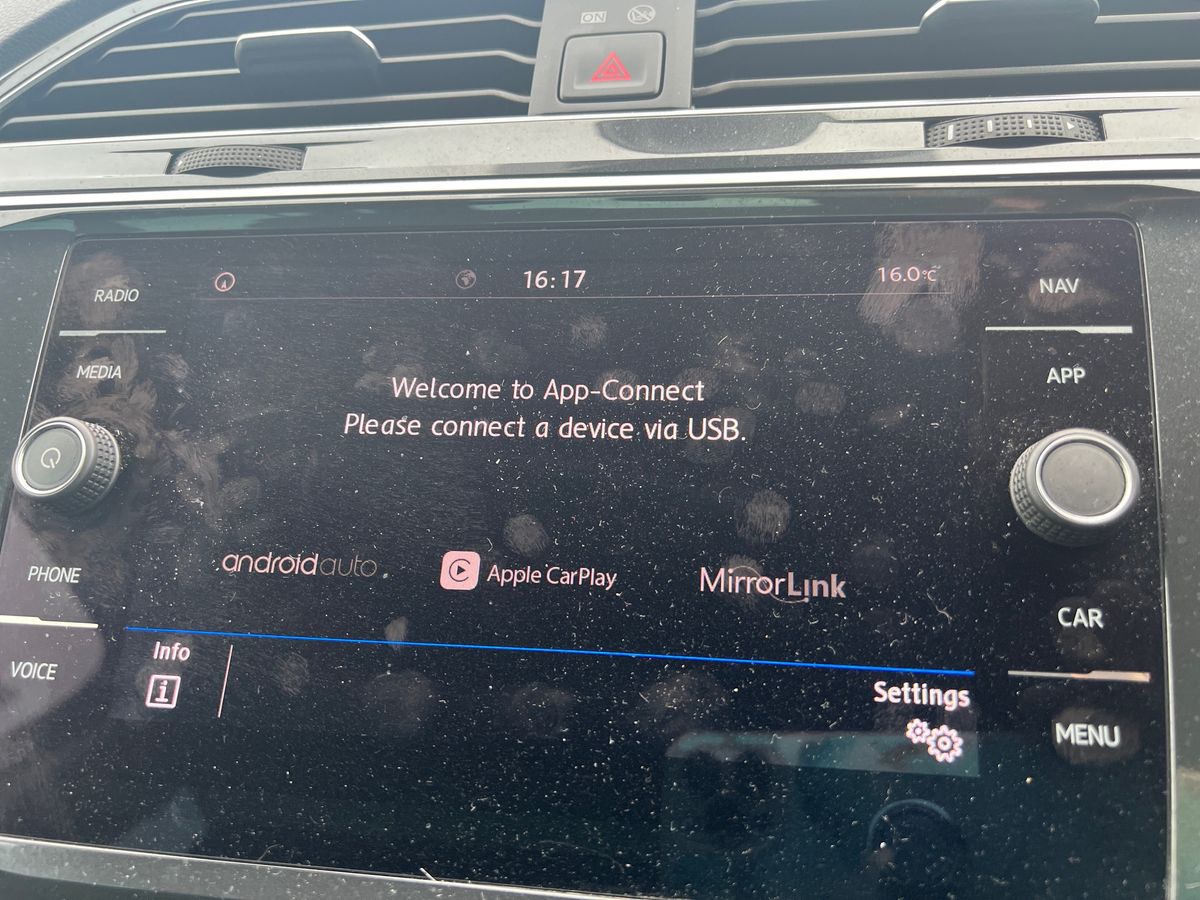 ON
RADIO
16:17
16.0°C
NAV
MEDIA
APP
Welcome to App-Connect
Please connect a device via USB.
PHONE
androidauto
Apple CarPlay
MirrorLink
CAR
VOICE
Info
i
Settings
MENU